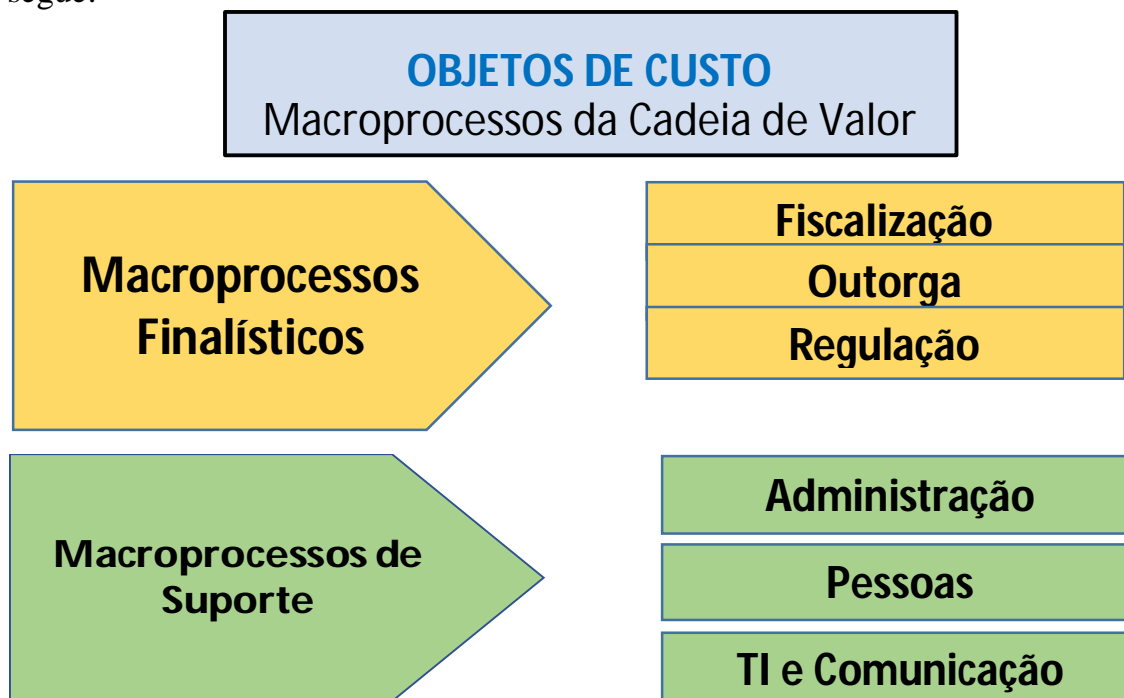 segue:
OBJETOS DE CUSTO
Macroprocessos da Cadeia de Valor
Macroprocessos
Finalísticos
Fiscalização
Outorga
Regulação
Macroprocessos de
Suporte
Administração
Pessoas
TI e Comunicação